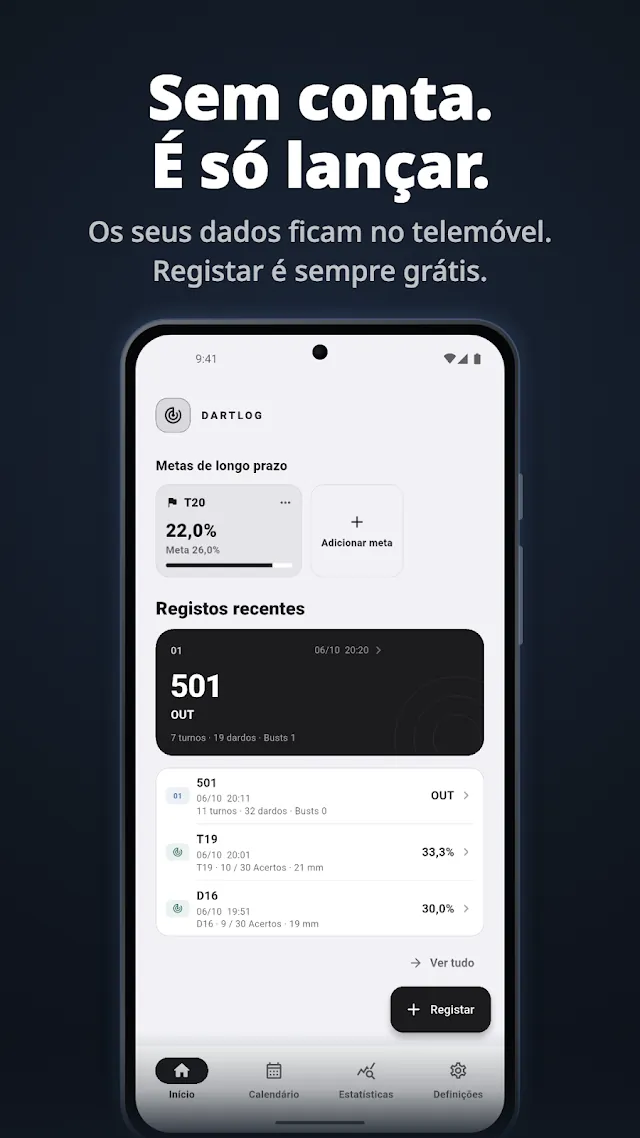 Sem conta.
É só lançar.
Os seus dados ficam no telemóvel.
Registar é sempre grátis.
9:41
DARTLOG
Metas de longo prazo
T20
22,0%
Meta 26,0%
Adicionar meta
Registos recentes
01
06/10 20:20
501
OUT
7 turnos · 19 dardos · Busts 1
501
01
06/10 20:11
OUT
11 turnos · 32 dardos · Busts 0
T19
06/10 20:01
33,3%
T19 · 10 / 30 Acertos · 21 mm
D16
06/10 19:51
30,0%
D16 · 9 / 30 Acertos · 19 mm
Ver tudo
Registar
Início
Calendário
Estatísticas
Definições